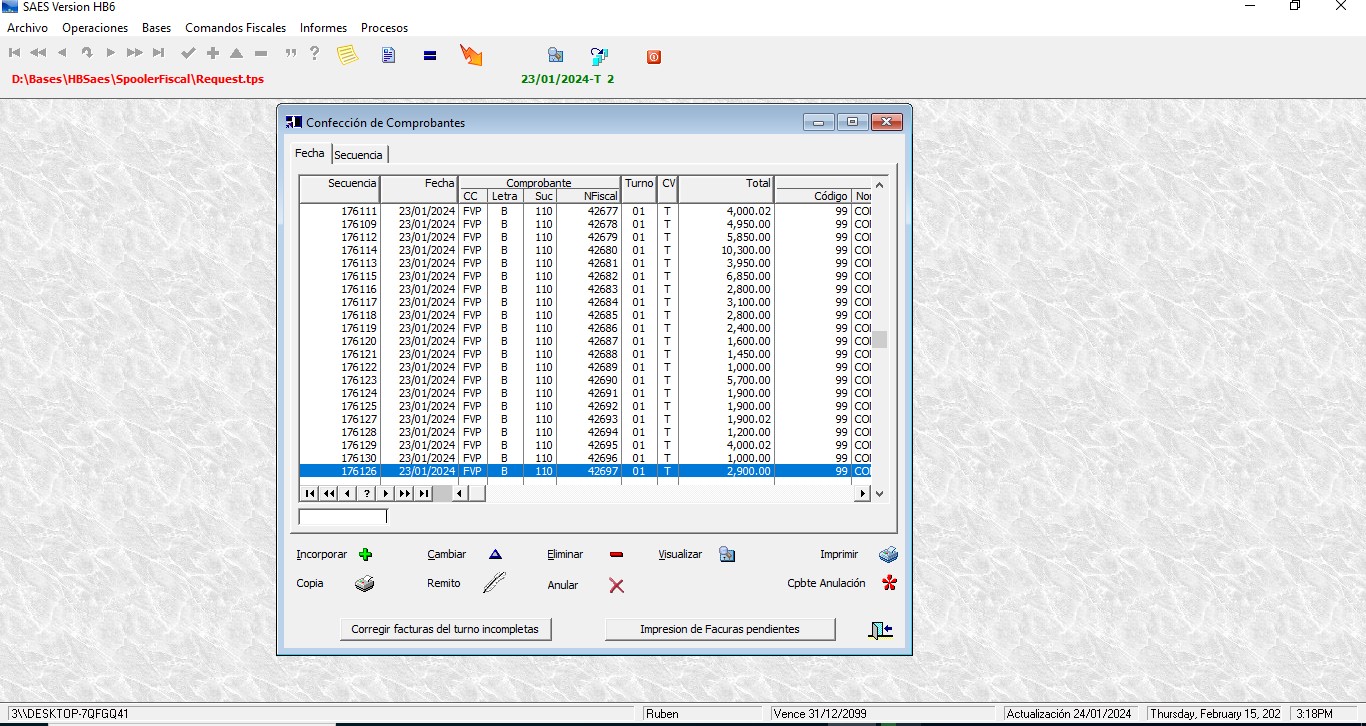 SAES Version HB6
Archivo Operaciones Bases Comandos Fiscales Informes Procesos
D:\Bases\HBSaes\SpoolerFiscal\Request.tps 23/01/2024-T 2
Confección de Comprobantes
Fecha Secuencia
Secuencia Fecha Comprobante Turno CV Total
CC Letra Suc NFiscal Código No
176111 23/01/2024 FVP B 110 42677 01 T 4,000.02 99 CO
176109 23/01/2024 FVP B 110 42678 01 T 4,950.00 99 CO
176112 23/01/2024 FVP B 110 42679 01 T 5,850.00 99 CO
176114 23/01/2024 FVP B 110 42680 01 T 10,300.00 99 CO
176113 23/01/2024 FVP B 110 42681 01 T 3,950.00 99 CO
176115 23/01/2024 FVP B 110 42682 01 T 6,850.00 99 CO
176116 23/01/2024 FVP B 110 42683 01 T 2,800.00 99 CO
176117 23/01/2024 FVP B 110 42684 01 T 3,100.00 99 CO
176118 23/01/2024 FVP B 110 42685 01 T 2,800.00 99 CO
176119 23/01/2024 FVP B 110 42686 01 T 2,400.00 99 CO
176120 23/01/2024 FVP B 110 42687 01 T 1,600.00 99 CO
176121 23/01/2024 FVP B 110 42688 01 T 1,450.00 99 CO
176122 23/01/2024 FVP B 110 42689 01 T 1,000.00 99 CO
176123 23/01/2024 FVP B 110 42690 01 T 5,700.00 99 CO
176124 23/01/2024 FVP B 110 42691 01 T 1,900.00 99 CO
176125 23/01/2024 FVP B 110 42692 01 T 1,900.00 99 CO
176127 23/01/2024 FVP B 110 42693 01 T 1,900.02 99 CO
176128 23/01/2024 FVP B 110 42694 01 T 1,200.00 99 CO
176129 23/01/2024 FVP B 110 42695 01 T 4,000.02 99 CO
176130 23/01/2024 FVP B 110 42696 01 T 1,000.00 99 CO
176126 23/01/2024 FVP B 110 42697 01 T 2,900.00 99 CO
Incorporar Cambiar Eliminar Visualizar Imprimir
Copia Remito Anular Cpbte Anulación
Corregir facturas del turno incompletas Impresion de Facuras pendientes
3\\DESKTOP-7QFGQ41 Ruben Vence 31/12/2099 Actualización 24/01/2024 Thursday, February 15, 202 3:18PM